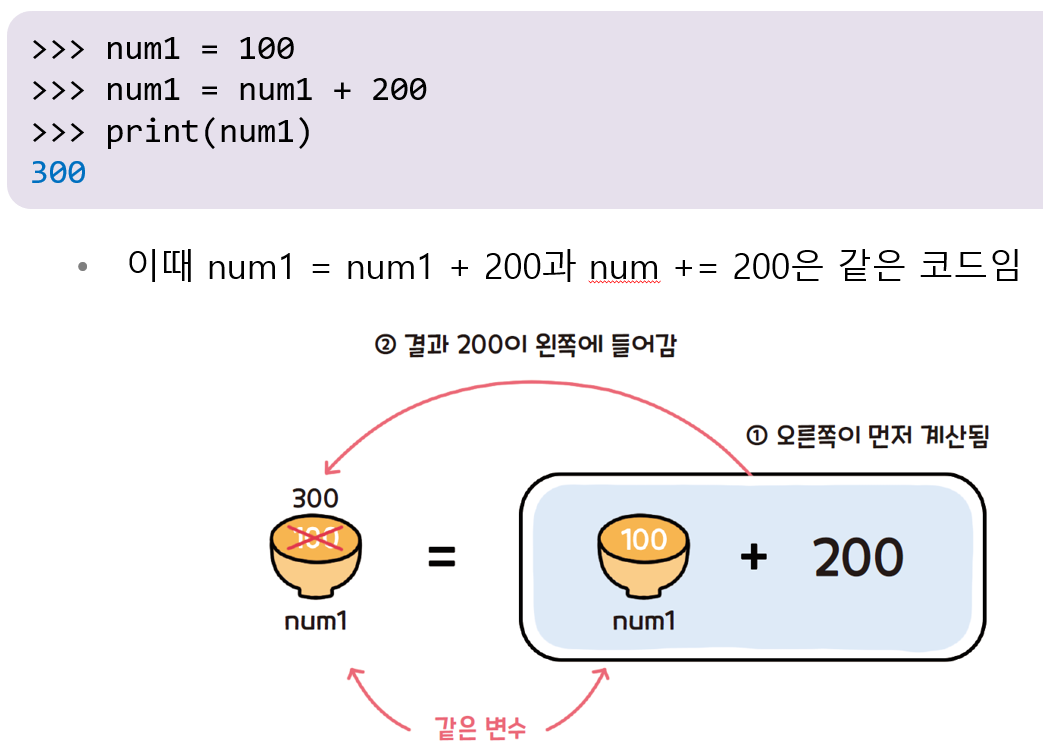 >>> num1 = 100
>>> num1 = num1 + 200
>>> print(num1)
300
• 이때 num1 = num1 + 200과 num += 200은 같은 코드임
② 결과 200이 왼쪽에 들어감
① 오른쪽이 먼저 계산됨
300
100 = 100 + 200
num1 num1
같은 변수